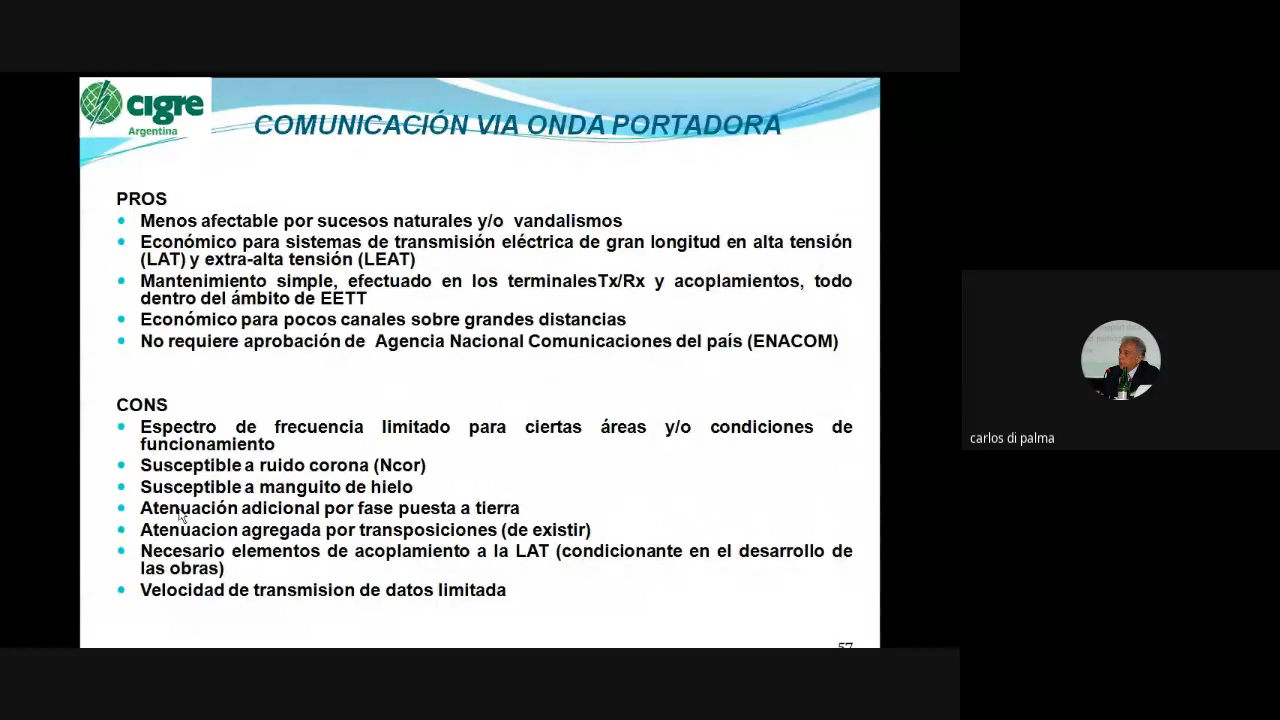 cigre
Argentina
COMUNICACIÓN VIA ONDA PORTADORA
PROS
Menos afectable por sucesos naturales y/o vandalismos
Económico para sistemas de transmisión eléctrica de gran longitud en alta tensión
(LAT) y extra-alta tensión (LEAT)
Mantenimiento simple, efectuado en los terminalesTx/Rx y acoplamientos, todo
dentro del ámbito de EETT
Económico para pocos canales sobre grandes distancias
No requiere aprobación de Agencia Nacional Comunicaciones del país (ENACOM)
CONS
Espectro de frecuencia limitado para ciertas áreas y/o condiciones de
funcionamiento
Susceptible a ruido corona (Ncor)
Susceptible a manguito de hielo
Atenuación adicional por fase puesta a tierra
Atenuacion agregada por transposiciones (de existir)
Necesario elementos de acoplamiento a la LAT (condicionante en el desarrollo de
las obras)
Velocidad de transmision de datos limitada
57
carlos di palma